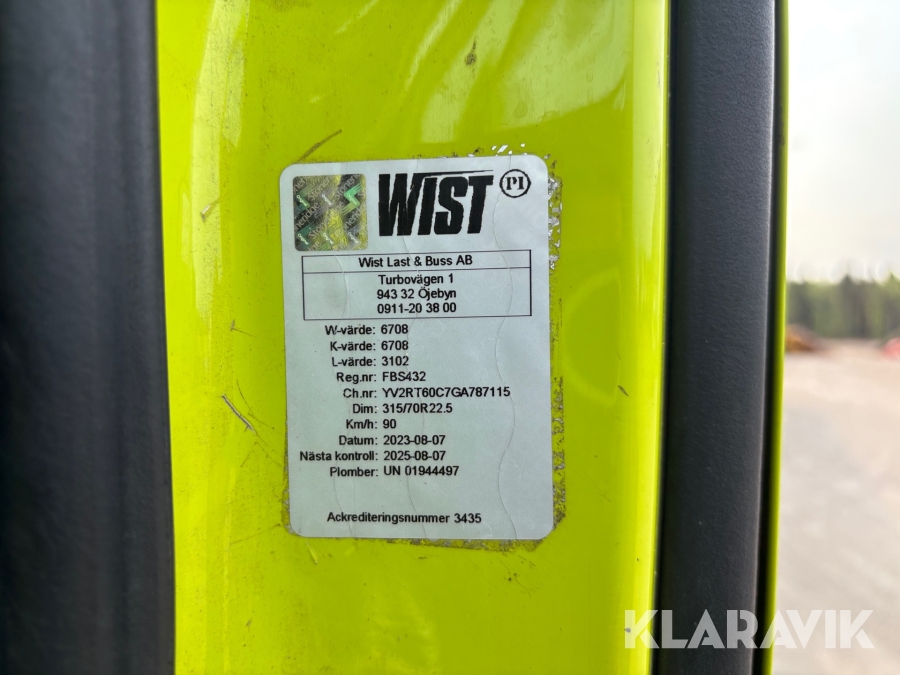 WIST PI
Wist Last & Buss AB
Turbovägen 1
943 32 Öjebyn
0911-20 38 00
W-värde: 6708
K-värde: 6708
L-värde: 3102
Reg.nr: FBS432
Ch.nr: YV2RT60C7GA787115
Dim: 315/70R22.5
Km/h: 90
Datum: 2023-08-07
Nästa kontroll: 2025-08-07
Plomber: UN 01944497
Ackrediteringsnummer 3435
KLARAVIK